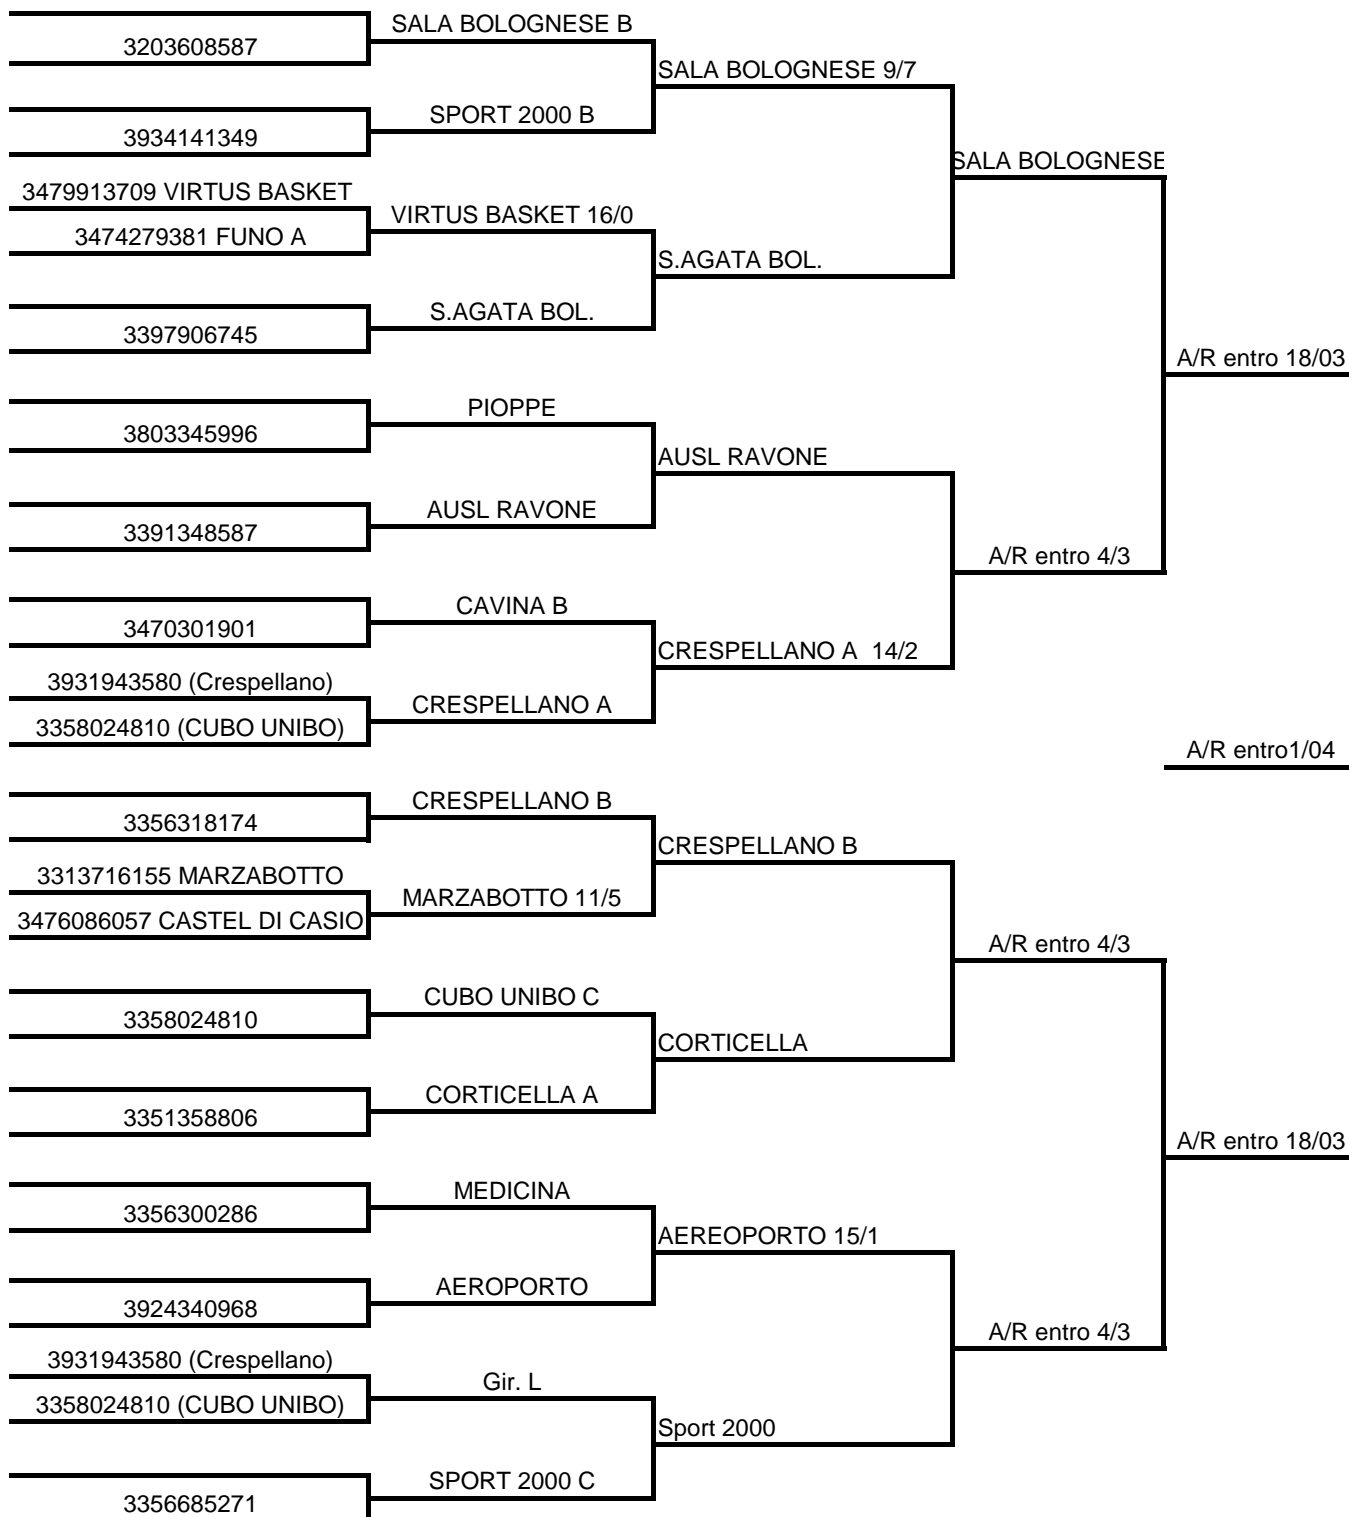 SALA BOLOGNESE B
3203608587
SALA BOLOGNESE 9/7
SPORT 2000 B
3934141349
SALA BOLOGNESE
3479913709 VIRTUS BASKET
VIRTUS BASKET 16/0
3474279381 FUNO A
S.AGATA BOL.
S.AGATA BOL.
3397906745
A/R entro 18/03
PIOPPE
3803345996
AUSL RAVONE
AUSL RAVONE
3391348587
A/R entro 4/3
CAVINA B
3470301901
CRESPELLANO A  14/2
3931943580 (Crespellano)
CRESPELLANO A
3358024810 (CUBO UNIBO)
A/R entro1/04
CRESPELLANO B
3356318174
CRESPELLANO B
3313716155 MARZABOTTO
MARZABOTTO 11/5
3476086057 CASTEL DI CASIO
A/R entro 4/3
CUBO UNIBO C
3358024810
CORTICELLA
CORTICELLA A
3351358806
A/R entro 18/03
MEDICINA
3356300286
AEREOPORTO 15/1
AEROPORTO
3924340968
A/R entro 4/3
3931943580 (Crespellano)
Gir. L
3358024810 (CUBO UNIBO)
Sport 2000
SPORT 2000 C
3356685271